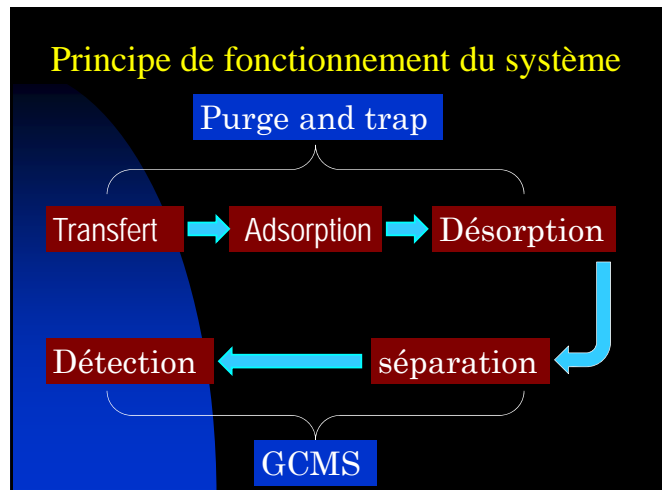 Principe de fonctionnement du système
Purge and trap
Transfert
Adsorption
Désorption
Détection
séparation
GCMS